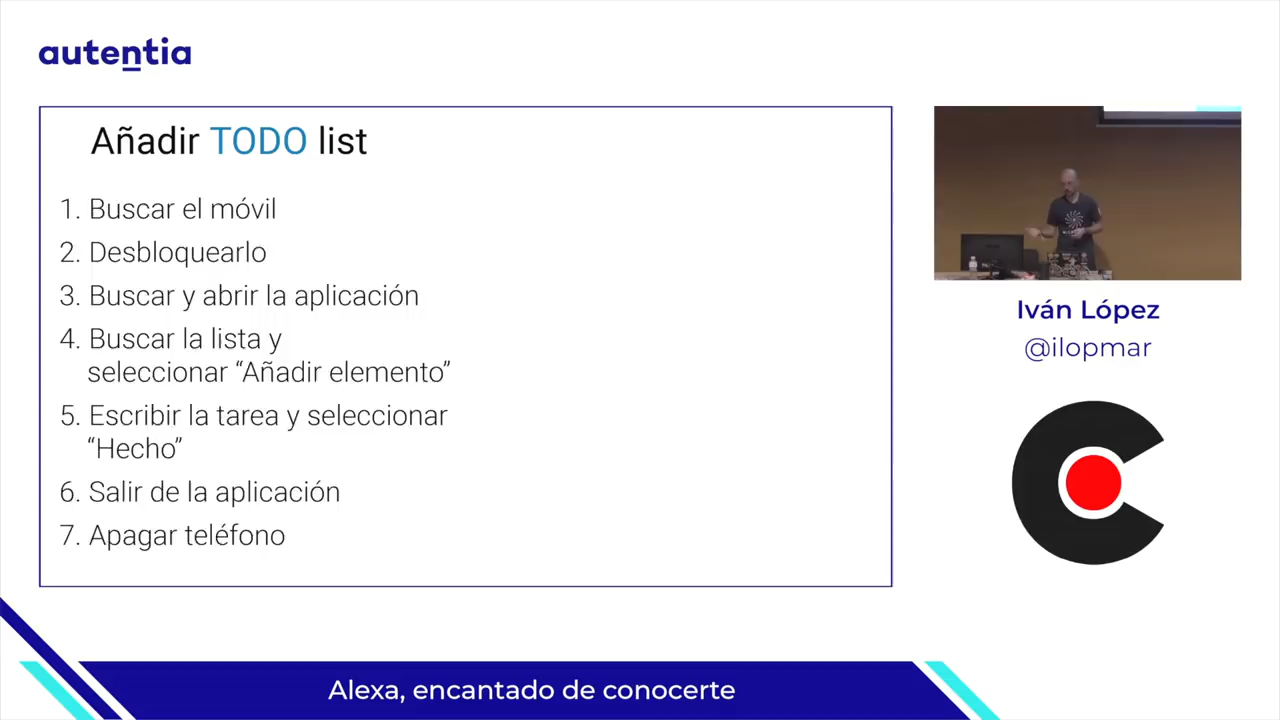 autentia
Añadir TODO list
1. Buscar el móvil
2. Desbloquearlo
3. Buscar y abrir la aplicación
4. Buscar la lista y
seleccionar “Añadir elemento”
5. Escribir la tarea y seleccionar
“Hecho”
6. Salir de la aplicación
7. Apagar teléfono
Iván López
@ilopmar
Alexa, encantado de conocerte